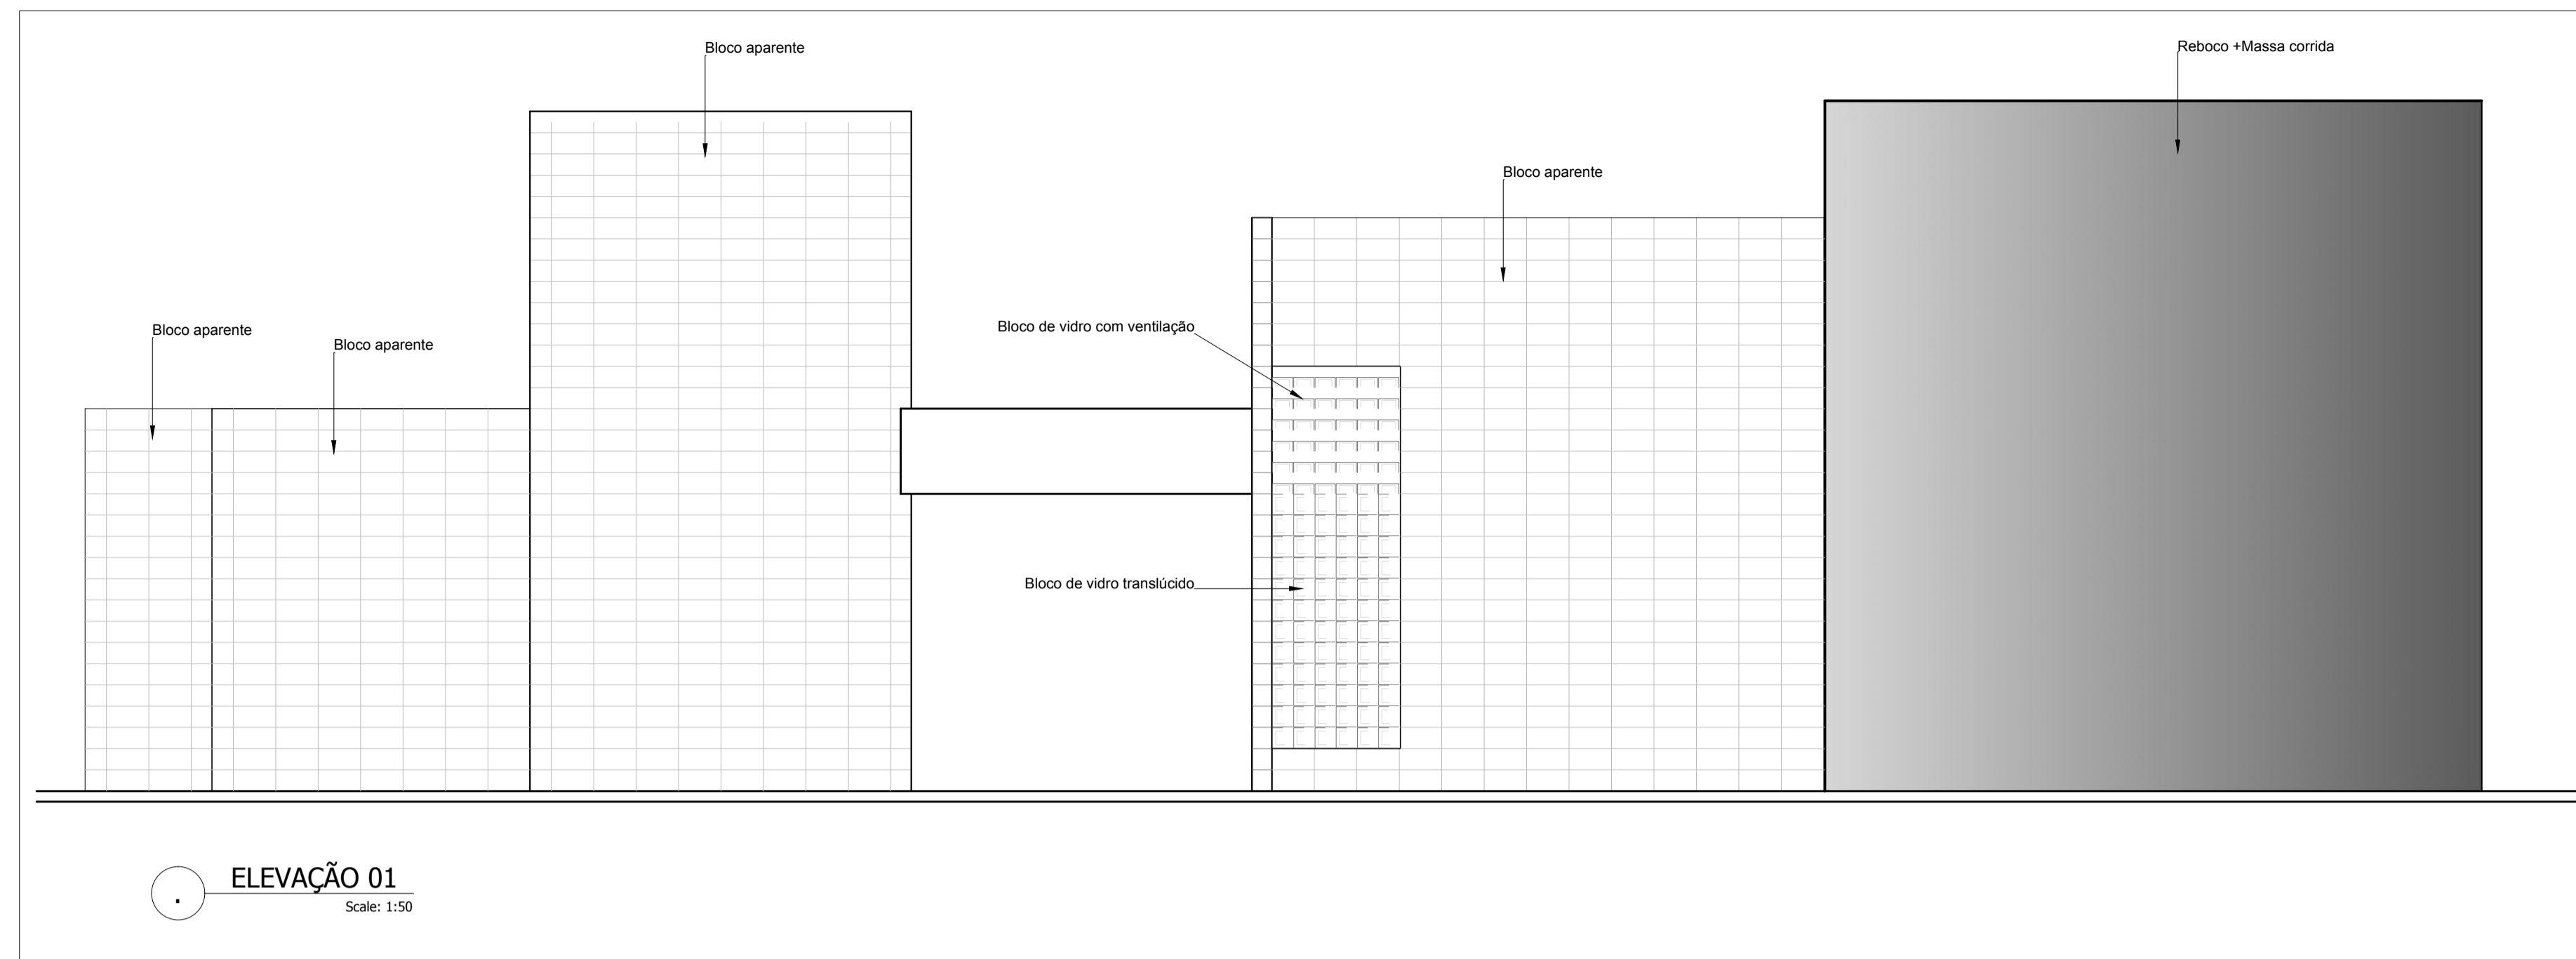 Bloco aparente
Reboco +Massa corrida
Bloco aparente
Bloco de vidro com ventilação
Bloco aparente
Bloco aparente
Bloco de vidro translúcido
ELEVAÇÃO 01
.
Scale: 1:50